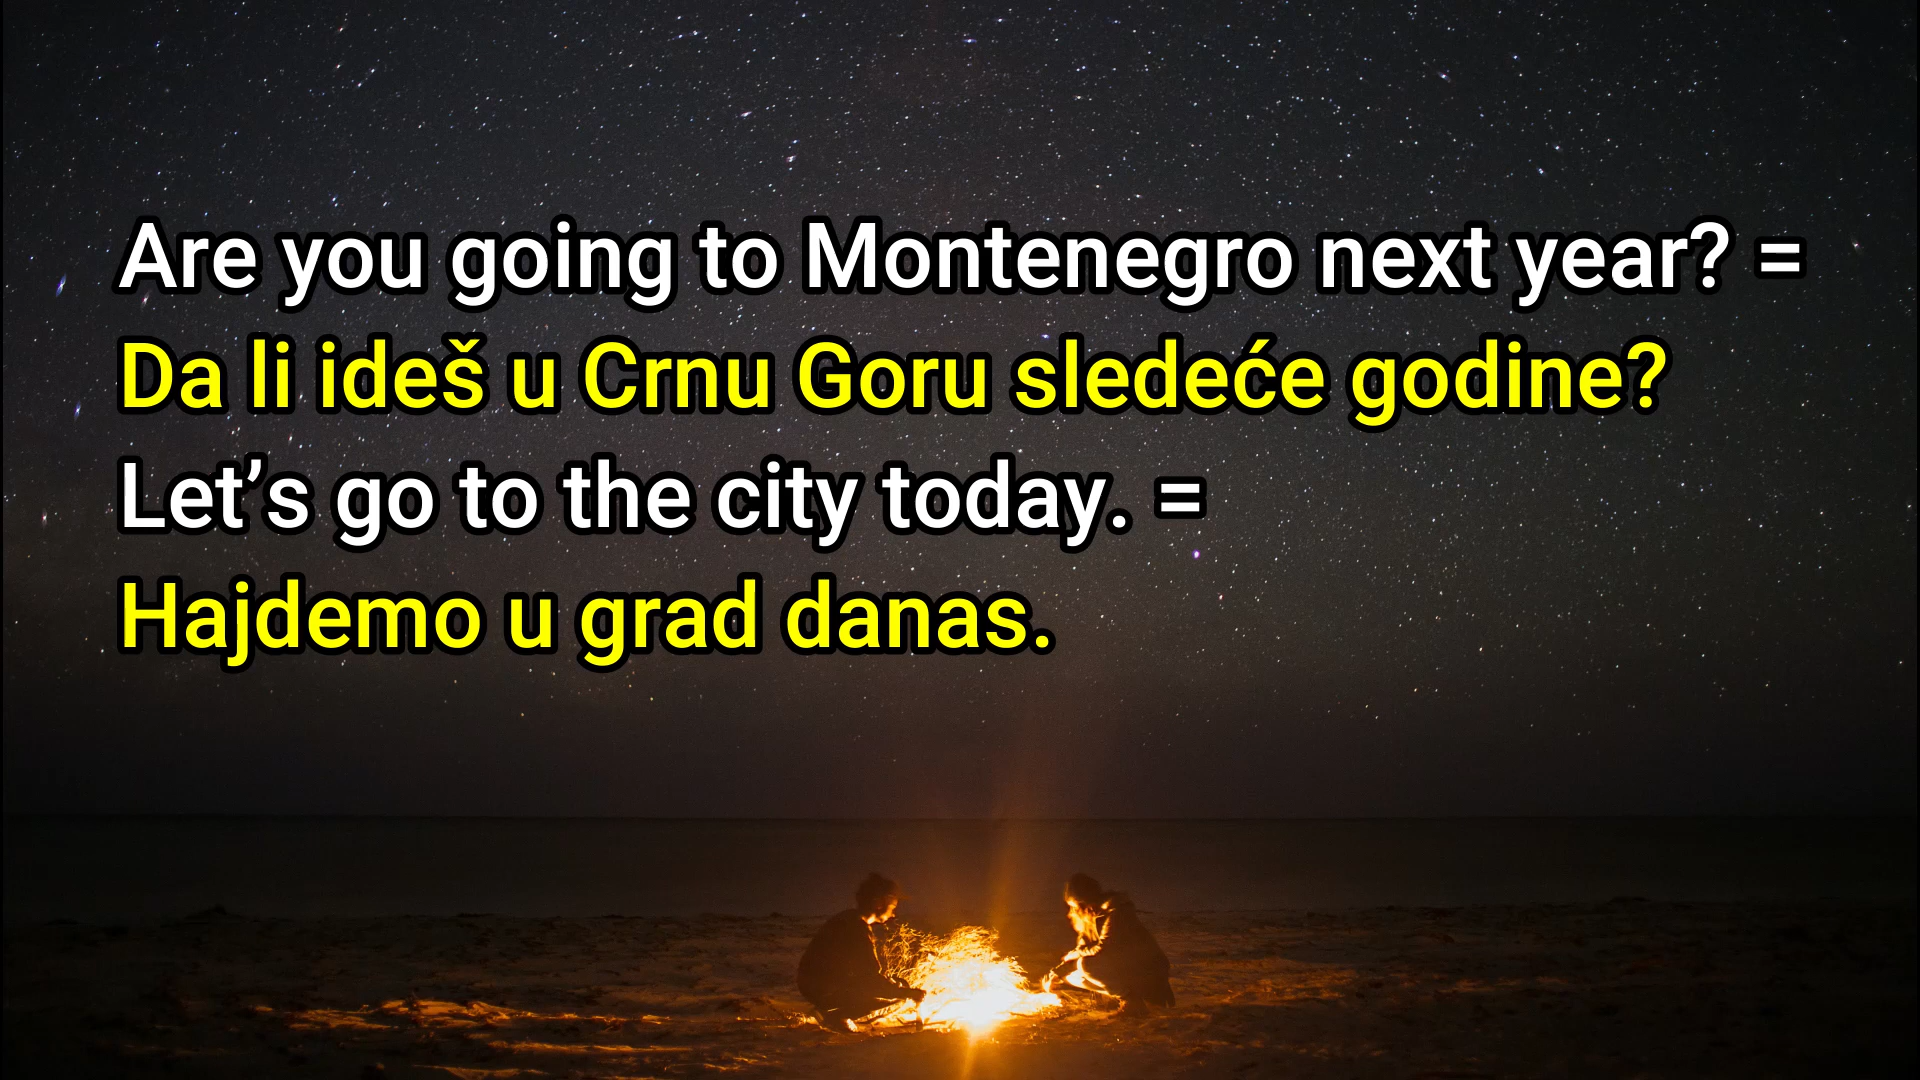 Are you going to Montenegro next year? =
Da li ideš u Crnu Goru sledeće godine?
Let’s go to the city today. =
Hajdemo u grad danas.